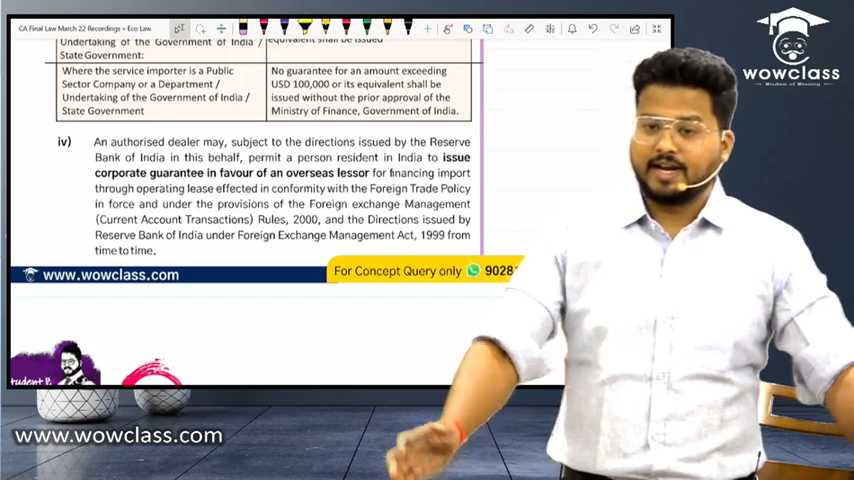 CA Final Law March 22 Recordings + Eco Law
Undertaking of the Government of India /
State Government:
equivalent shall be issued
Where the service importer is a Public
Sector Company or a Department /
Undertaking of the Government of India /
State Government
No guarantee for an amount exceeding
USD 100,000 or its equivalent shall be
issued without the prior approval of the
Ministry of Finance, Government of India.
iv) An authorised dealer may, subject to the directions issued by the Reserve
Bank of India in this behalf, permit a person resident in India to issue
corporate guarantee in favour of an overseas lessor for financing import
through operating lease effected in conformity with the Foreign Trade Policy
in force and under the provisions of the Foreign exchange Management
(Current Account Transactions) Rules, 2000, and the Directions issued by
Reserve Bank of India under Foreign Exchange Management Act, 1999 from
time to time.
www.wowclass.com
For Concept Query only 9028
wowclass
Wisdom of Winning
www.wowclass.com